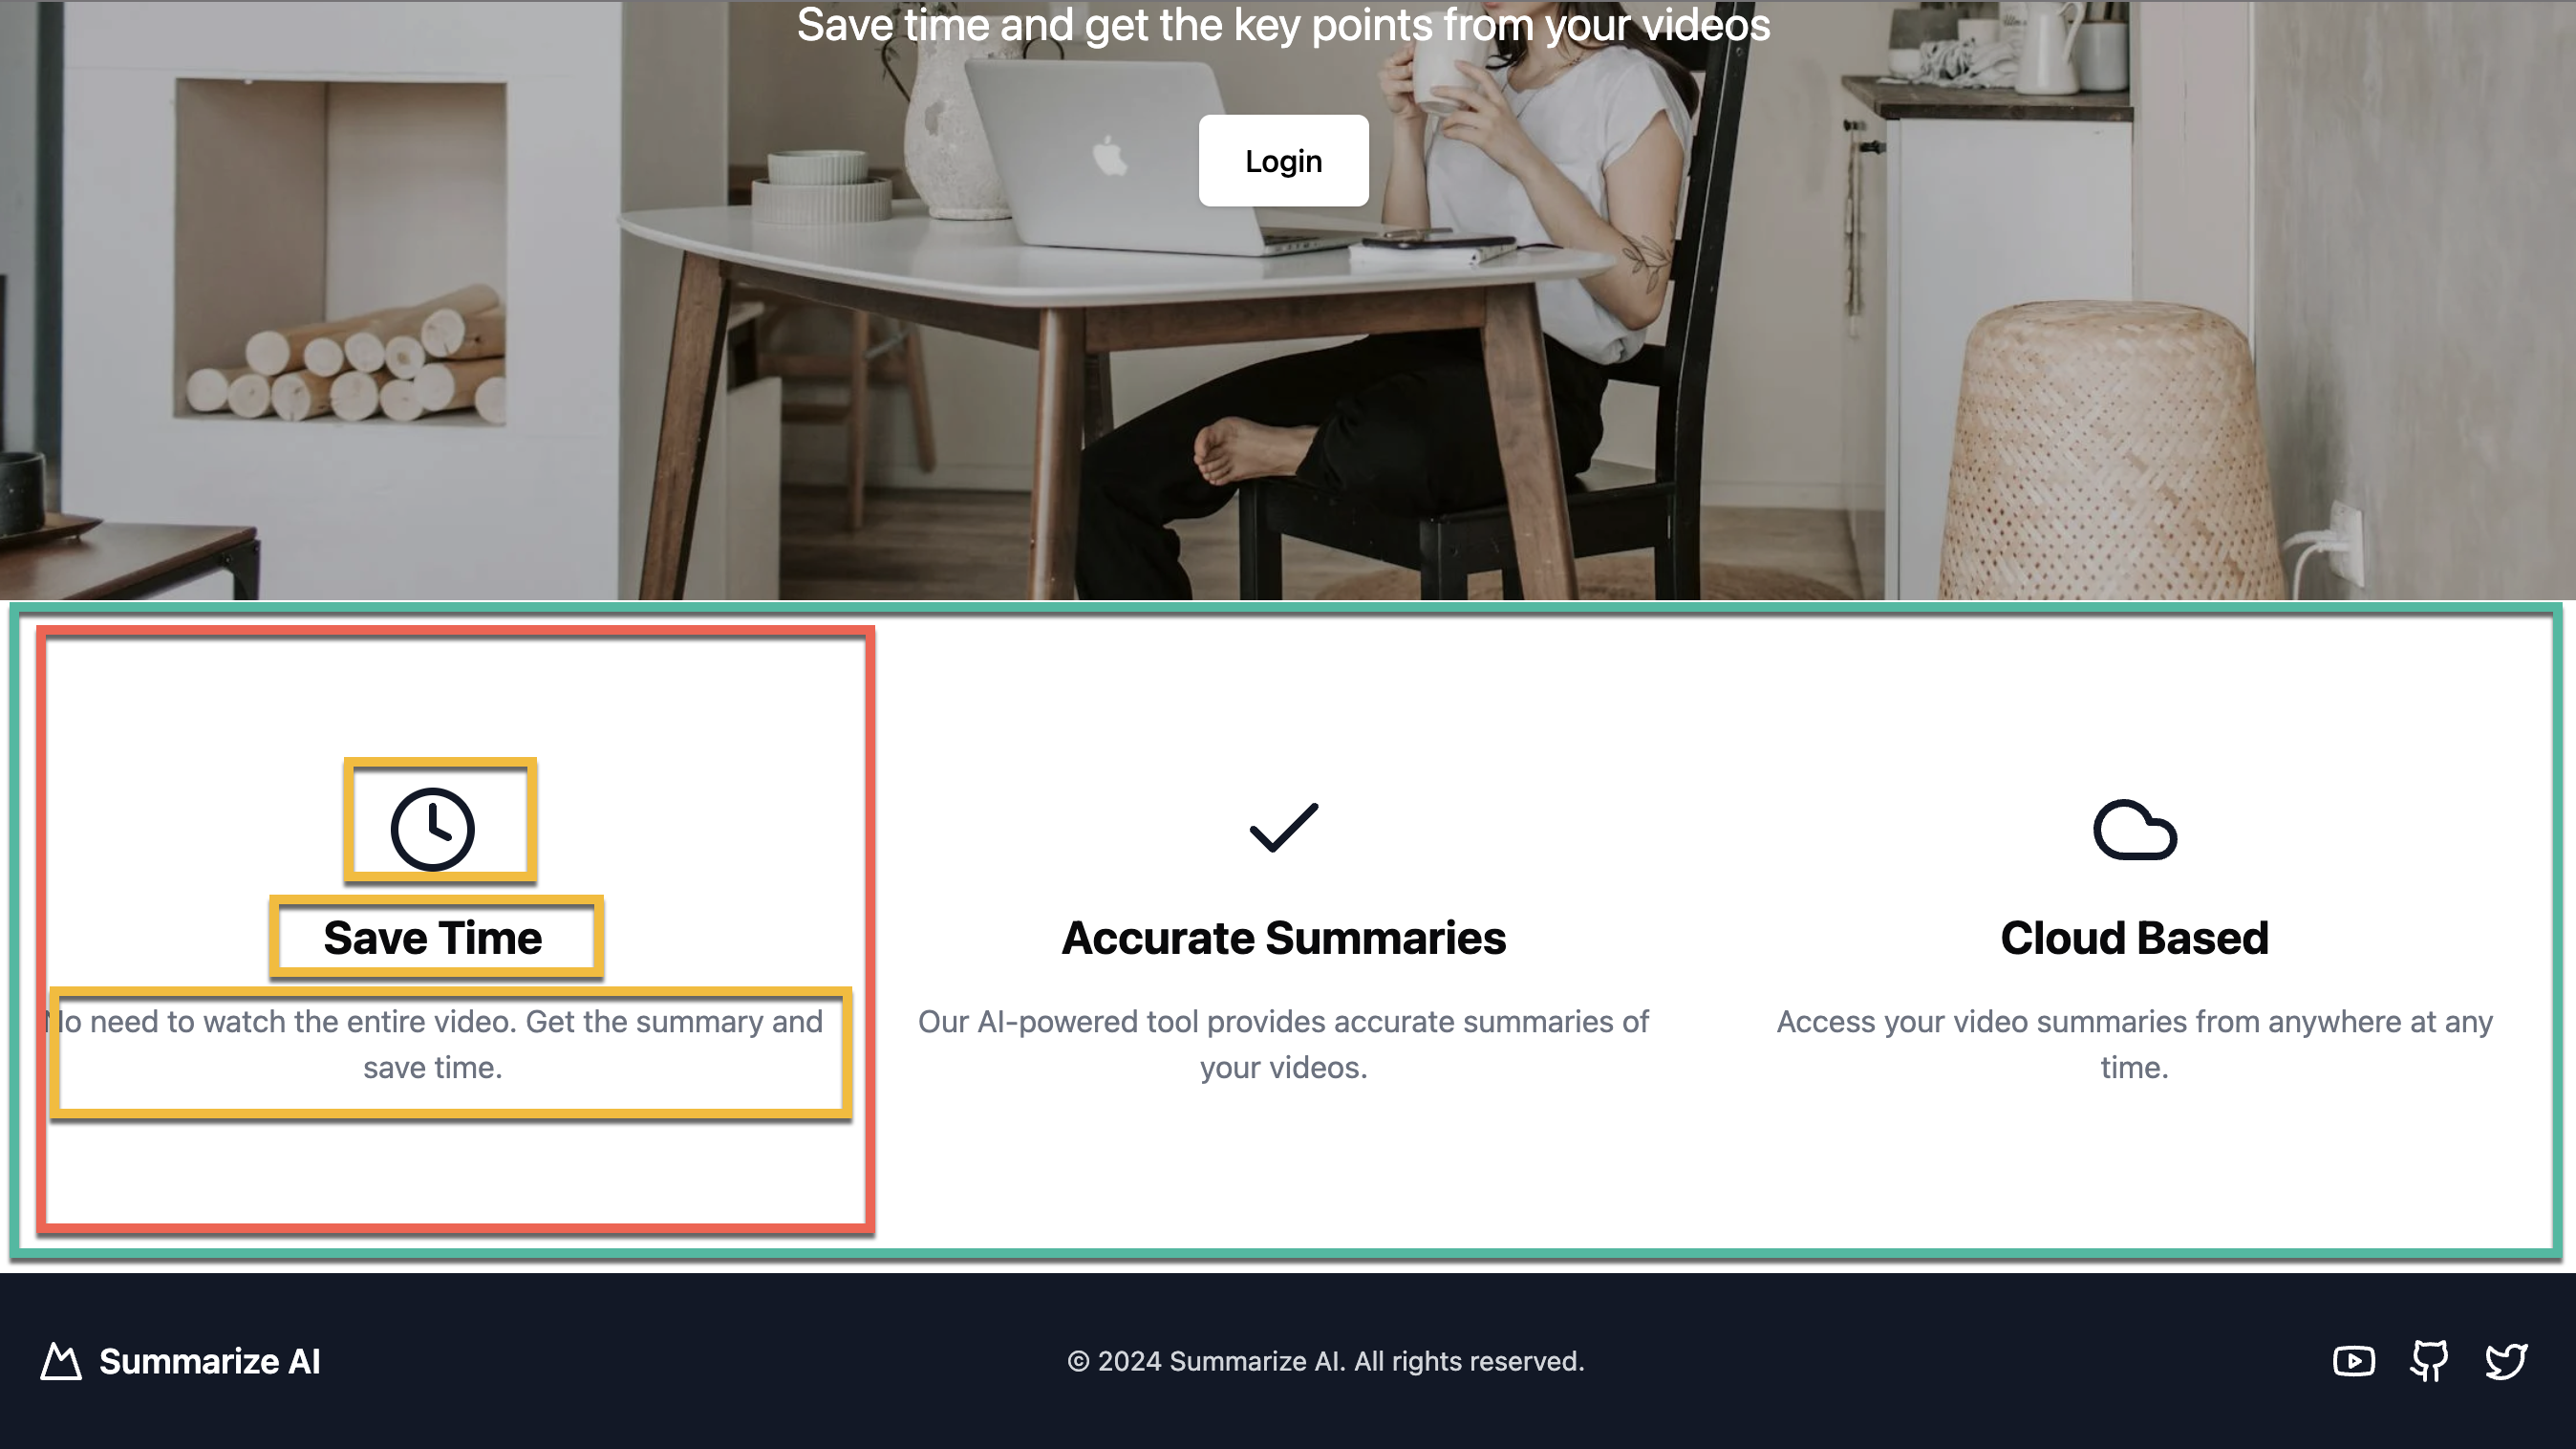 Save time and get the key points from your videos
Login
Save Time
No need to watch the entire video. Get the summary and
save time.
Accurate Summaries
Our AI-powered tool provides accurate summaries of
your videos.
Cloud Based
Access your video summaries from anywhere at any
time.
Summarize AI
© 2024 Summarize AI. All rights reserved.